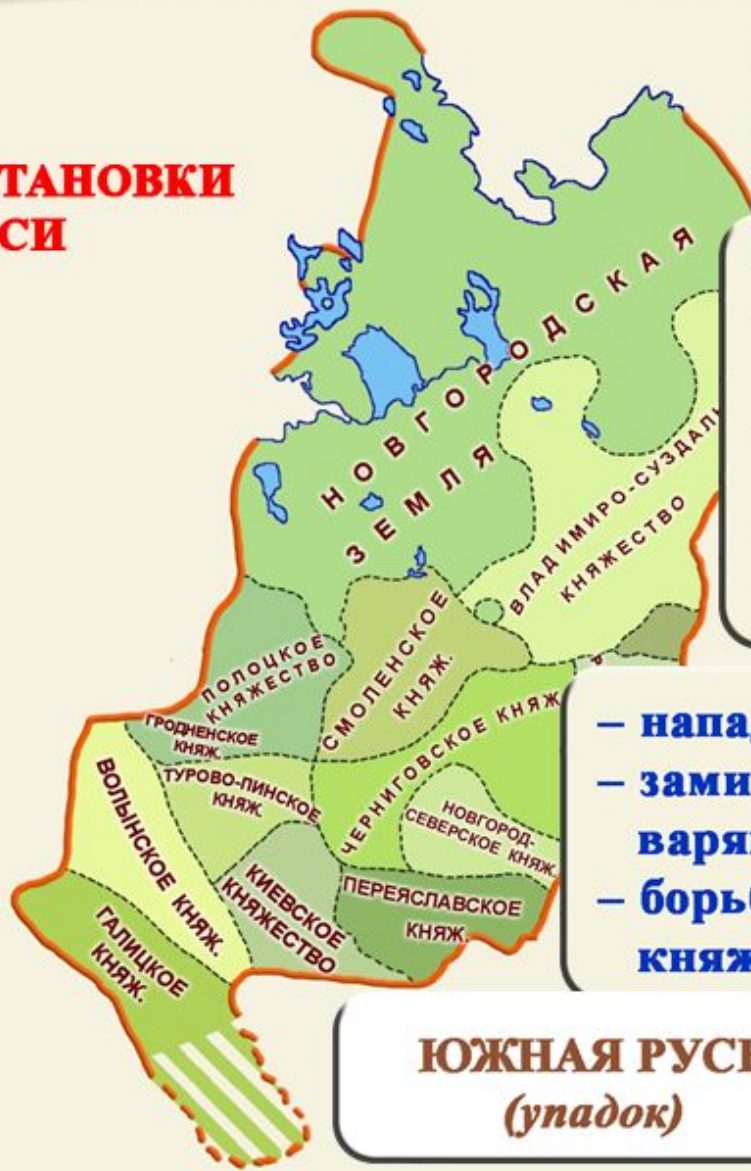 ТАНОВКИ
СИ
НОВГОРОДСКАЯ
ЗЕМЛЯ
ВЛАДИМИРО-СУЗДАЛЬ
КНЯЖЕСТВО
ПОЛОЦКОЕ
КНЯЖЕСТВО
СМОЛЕНСКОЕ
КНЯЖ.
ГРОДНЕНСКОЕ
КНЯЖ.
ТУРОВО-ПИНСКОЕ
КНЯЖ.
ЧЕРНИГОВСКОЕ КНЯЖ
НОВГОРОД-
СЕВЕРСКОЕ КНЯЖ.
ВОЛЫНСКОЕ КНЯЖ.
КИЕВСКОЕ
КНЯЖЕСТВО
ПЕРЕЯСЛАВСКОЕ
КНЯЖ.
ГАЛИЦКОЕ
КНЯЖ.
– напа
– зами
варя
– борь
княж
ЮЖНАЯ РУС
(упадок)